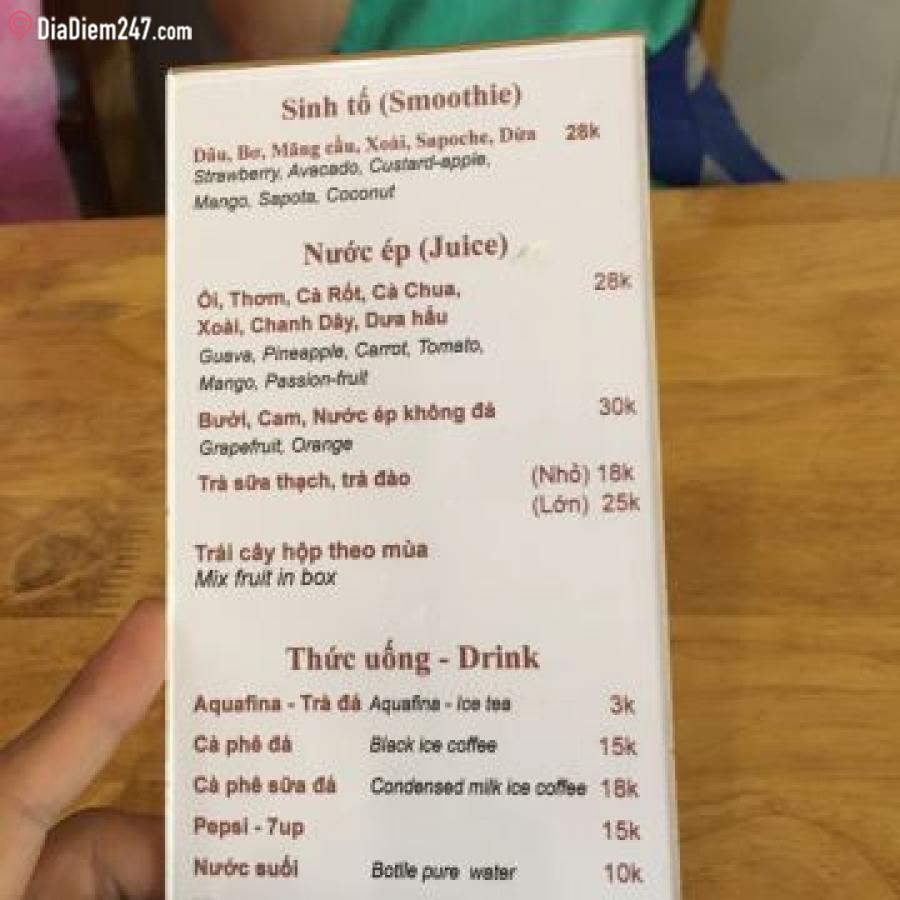 DiaDiem247.com
Sinh tố (Smoothie)
Dâu, Bơ, Mãng cầu, Xoài, Sapoche, Dừa 28k
Strawberry, Avacado, Custard-apple,
Mango, Sapota, Coconut
Nước ép (Juice)
Ổi, Thơm, Cà Rốt, Cà Chua, 28k
Xoài, Chanh Dây, Dưa hấu
Guava, Pineapple, Carrot, Tomato,
Mango, Passion-fruit
Bưởi, Cam, Nước ép không đá 30k
Grapefruit, Orange
Trà sữa thạch, trà đào (Nhỏ) 18k
(Lớn) 25k
Trái cây hộp theo mùa
Mix fruit in box
Thức uống - Drink
Aquafina - Trà đá Aquafina - Ice tea 3k
Cà phê đá Black ice coffee 15k
Cà phê sữa đá Condensed milk ice coffee 18k
Pepsi - 7up 15k
Nước suối Botlle pure water 10k